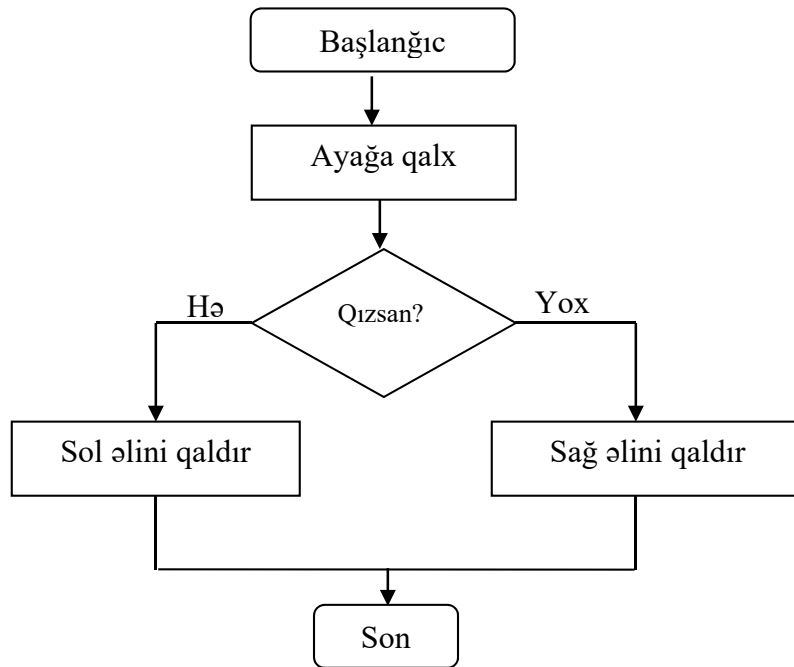 Başlanğıc
Ayağa qalx
Qızsan?
Hə
Yox
Sol əlini qaldır
Sağ əlini qaldır
Son